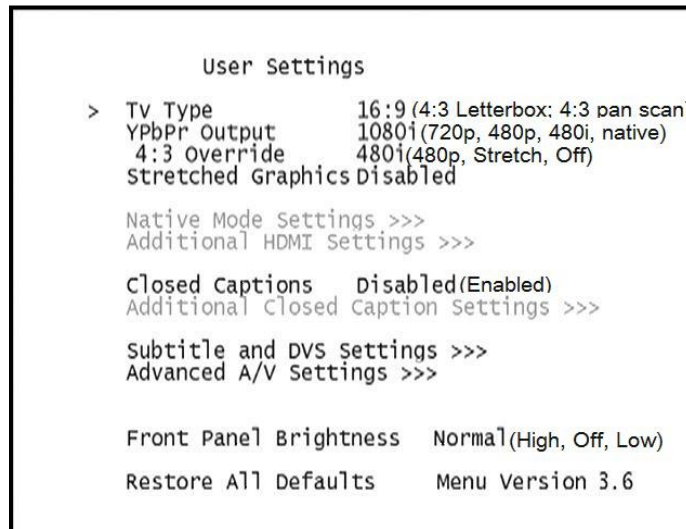 User Settings
> TV Type 16:9 (4:3 Letterbox; 4:3 pan scan)
YPbPr Output 1080i (720p, 480p, 480i, native)
4:3 Override 480i (480p, Stretch, Off)
Stretched Graphics Disabled
Native Mode Settings >>>
Additional HDMI Settings >>>
Closed Captions Disabled (Enabled)
Additional Closed Caption Settings >>>
Subtitle and DVS Settings >>>
Advanced A/V Settings >>>
Front Panel Brightness Normal (High, Off, Low)
Restore All Defaults Menu Version 3.6